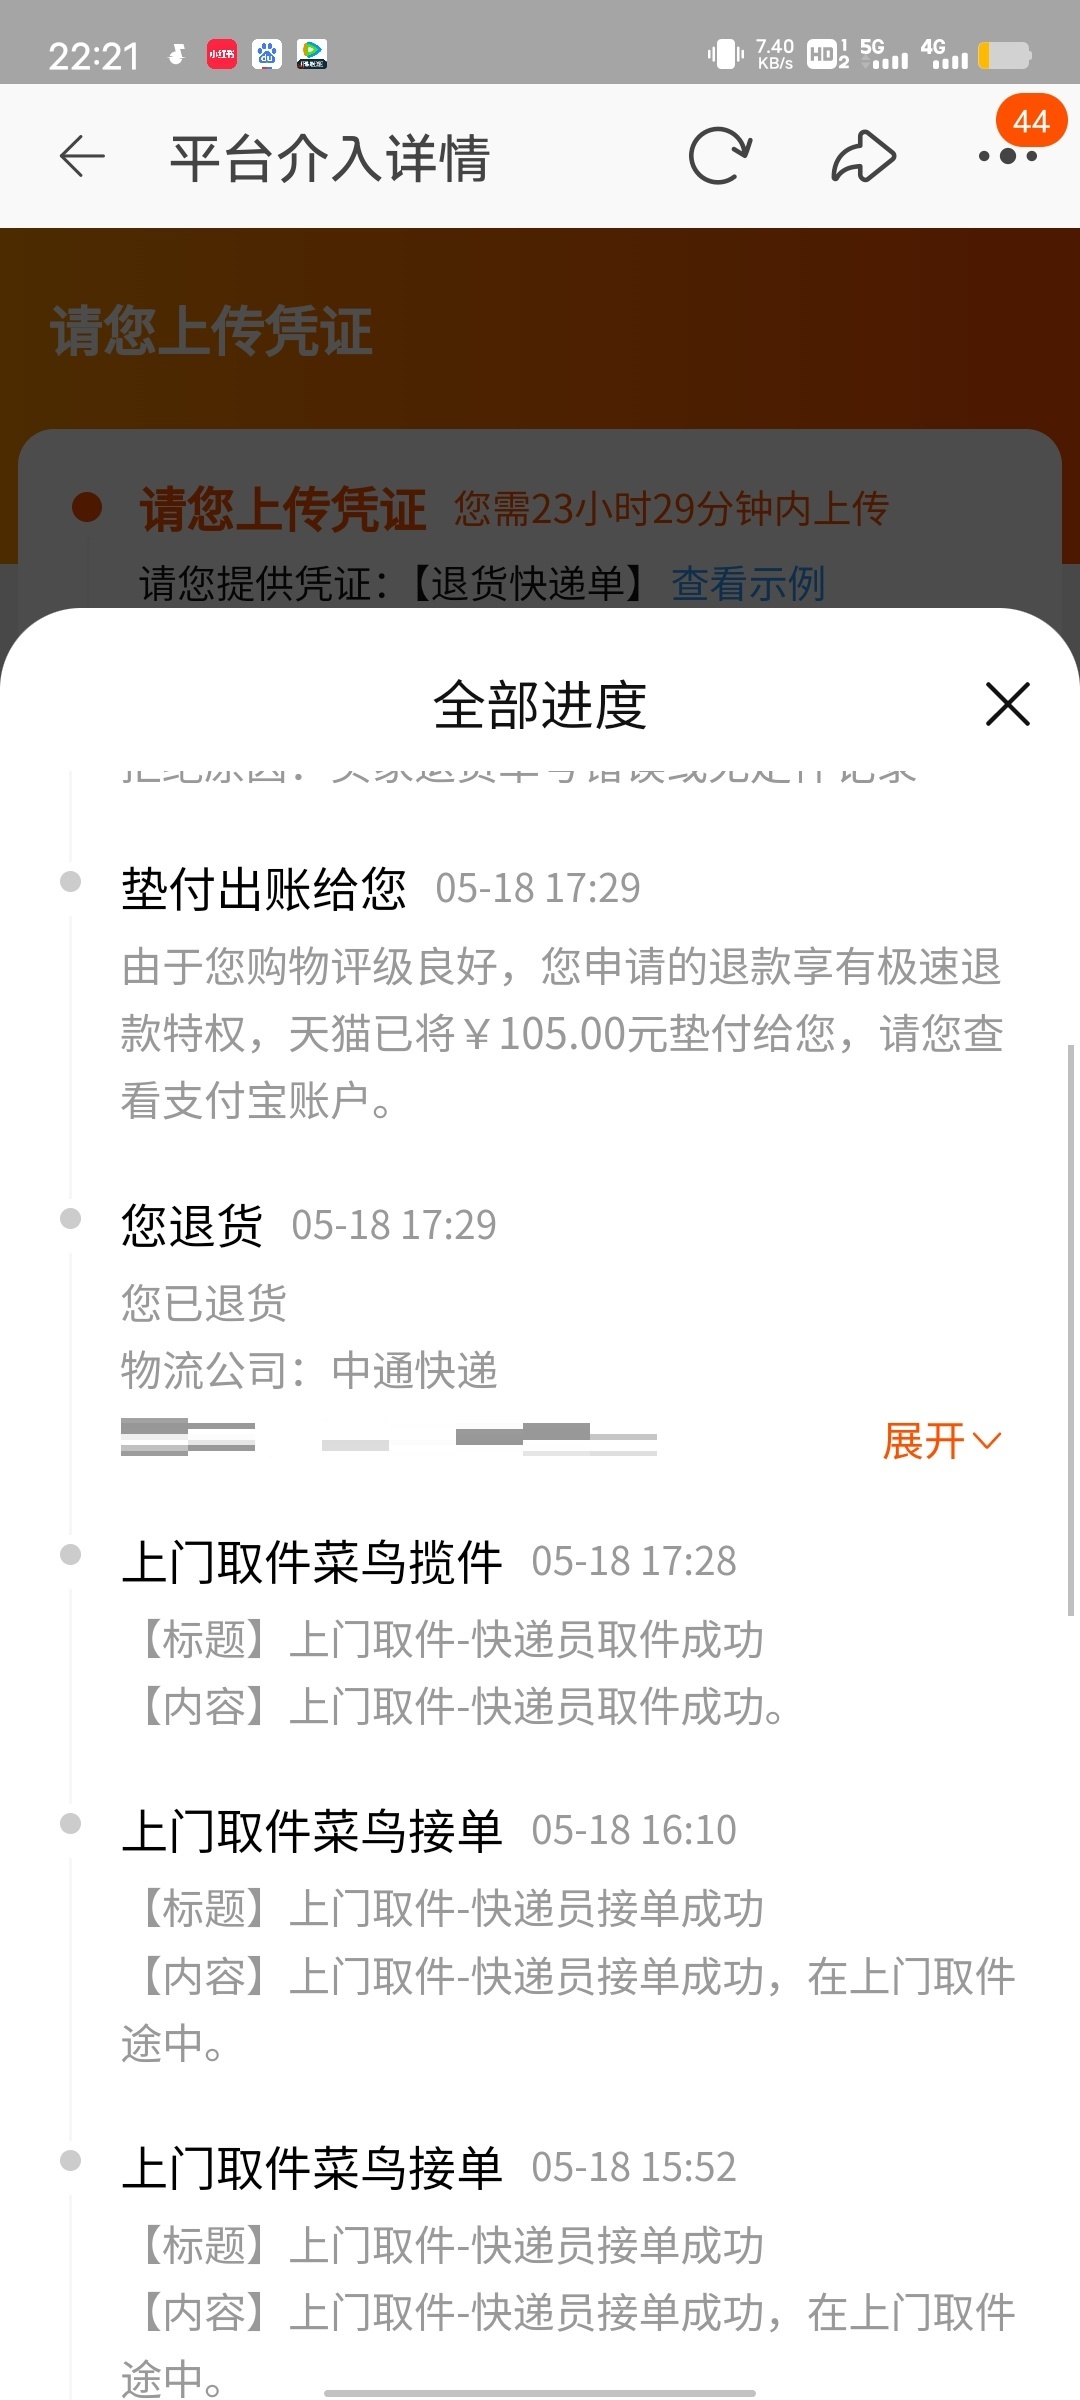 22:21
小红书
du
7.40
KB/s
HD 1 2
5G
4G
44
平台介入详情
请您上传凭证
请您上传凭证 您需23小时29分钟内上传
请您提供凭证：【退货快递单】 查看示例
全部进度
垫付出账给您 05-18 17:29
由于您购物评级良好，您申请的退款享有极速退
款特权，天猫已将￥105.00元垫付给您，请您查
看支付宝账户。
您退货 05-18 17:29
您已退货
物流公司：中通快递
展开
上门取件菜鸟揽件 05-18 17:28
【标题】上门取件-快递员取件成功
【内容】上门取件-快递员取件成功。
上门取件菜鸟接单 05-18 16:10
【标题】上门取件-快递员接单成功
【内容】上门取件-快递员接单成功，在上门取件
途中。
上门取件菜鸟接单 05-18 15:52
【标题】上门取件-快递员接单成功
【内容】上门取件-快递员接单成功，在上门取件
途中。